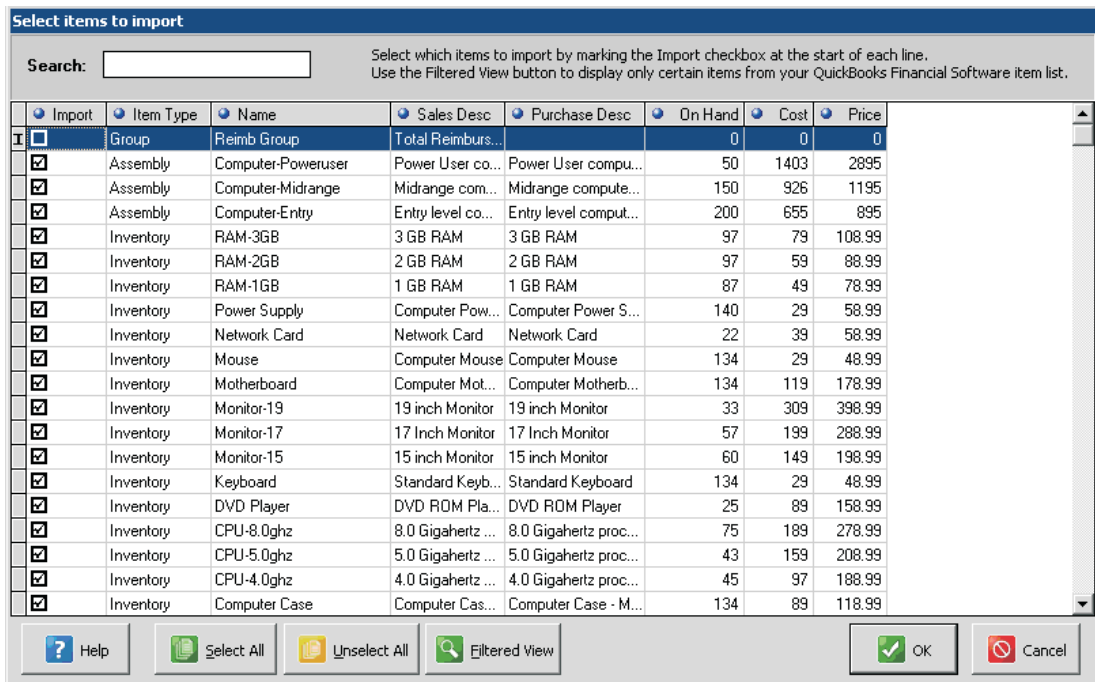 Select items to import
Search:
Select which items to import by marking the Import checkbox at the start of each line.
Use the Filtered View button to display only certain items from your QuickBooks Financial Software item list.
Import Item Type Name Sales Desc Purchase Desc On Hand Cost Price
Group Reimb Group Total Reimburs... 0 0 0
Assembly Computer-Poweruser Power User co... Power User compu... 50 1403 2895
Assembly Computer-Midrange Midrange com... Midrange compute... 150 926 1195
Assembly Computer-Entry Entry level co... Entry level comput... 200 655 895
Inventory RAM-3GB 3 GB RAM 3 GB RAM 97 79 108.99
Inventory RAM-2GB 2 GB RAM 2 GB RAM 97 59 88.99
Inventory RAM-1GB 1 GB RAM 1 GB RAM 87 49 78.99
Inventory Power Supply Computer Pow... Computer Power S... 140 29 58.99
Inventory Network Card Network Card Network Card 22 39 58.99
Inventory Mouse Computer Mouse Computer Mouse 134 29 48.99
Inventory Motherboard Computer Mot... Computer Motherb... 134 119 178.99
Inventory Monitor-19 19 inch Monitor 19 inch Monitor 33 309 398.99
Inventory Monitor-17 17 Inch Monitor 17 Inch Monitor 57 199 288.99
Inventory Monitor-15 15 inch Monitor 15 inch Monitor 60 149 198.99
Inventory Keyboard Standard Keyb... Standard Keyboard 134 29 48.99
Inventory DVD Player DVD ROM Pla... DVD ROM Player 25 89 158.99
Inventory CPU-8.0ghz 8.0 Gigahertz ... 8.0 Gigahertz proc... 75 189 278.99
Inventory CPU-5.0ghz 5.0 Gigahertz ... 5.0 Gigahertz proc... 43 159 208.99
Inventory CPU-4.0ghz 4.0 Gigahertz ... 4.0 Gigahertz proc... 45 97 188.99
Inventory Computer Case Computer Cas... Computer Case - M... 134 89 118.99
Help Select All Unselect All Filtered View OK Cancel